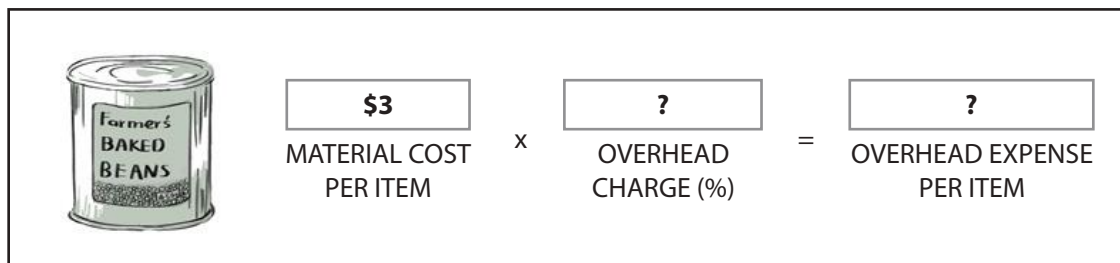 Farmer's
BAKED
BEANS
$3
x
?
=
?
MATERIAL COST
PER ITEM
OVERHEAD
CHARGE (%)
OVERHEAD EXPENSE
PER ITEM